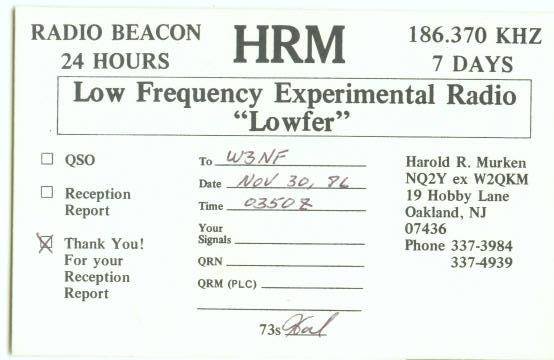 RADIO BEACON HRM 186.370 KHZ
24 HOURS 7 DAYS
Low Frequency Experimental Radio
“Lowfer”
QSO
Reception
Report
Thank You!
For your
Reception
Report
To W3NF
Date NOV 30, 86
Time 0350z
Your
Signals
QRN
QRM (PLC)
73s Hal
Harold R. Murken
NQ2Y ex W2QKM
19 Hobby Lane
Oakland, NJ
07436
Phone 337-3984
337-4939